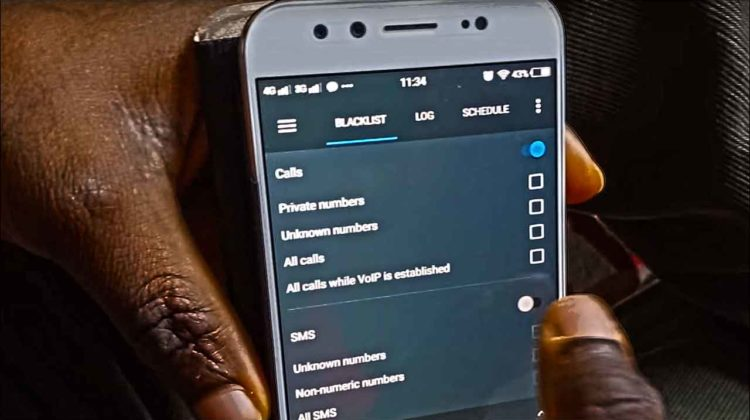 4G 3G 11:34 43%
BLACKLIST LOG SCHEDULE
Calls
Private numbers
Unknown numbers
All calls
All calls while VoIP is established
SMS
Unknown numbers
Non-numeric numbers
All SMS